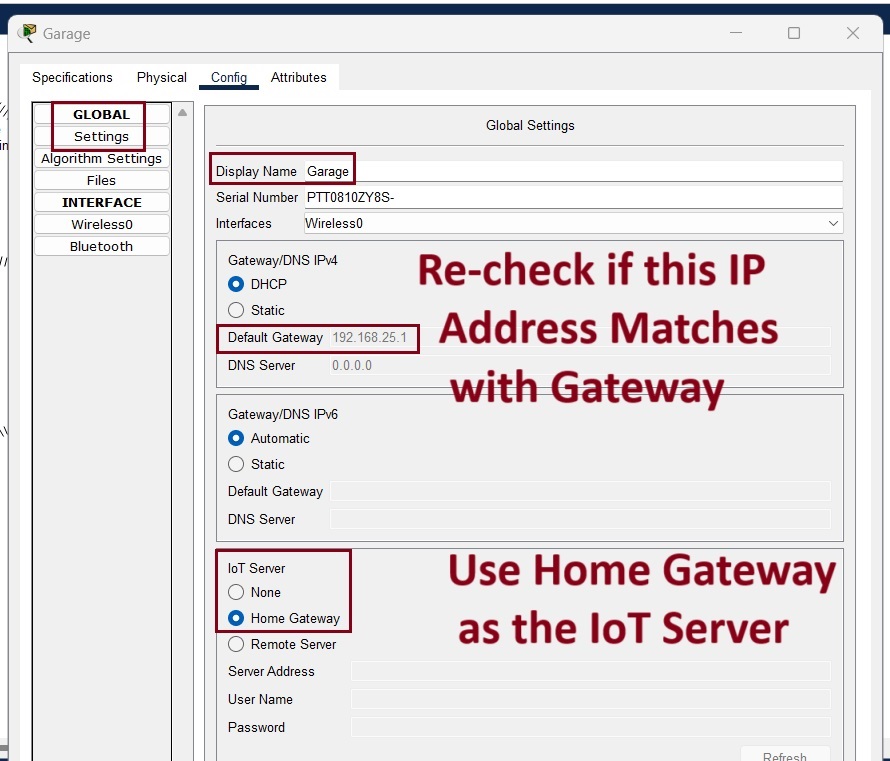 Garage
Specifications Physical Config Attributes
GLOBAL
Settings
Algorithm Settings
Files
INTERFACE
Wireless0
Bluetooth
Global Settings
Display Name Garage
Serial Number PTT0810ZY8S-
Interfaces Wireless0
Gateway/DNS IPv4
DHCP
Static
Default Gateway 192.168.25.1
DNS Server 0.0.0.0
Re-check if this IP
Address Matches
with Gateway
Gateway/DNS IPv6
Automatic
Static
Default Gateway
DNS Server
IoT Server
None
Home Gateway
Remote Server
Use Home Gateway
as the IoT Server
Server Address
User Name
Password
Refresh